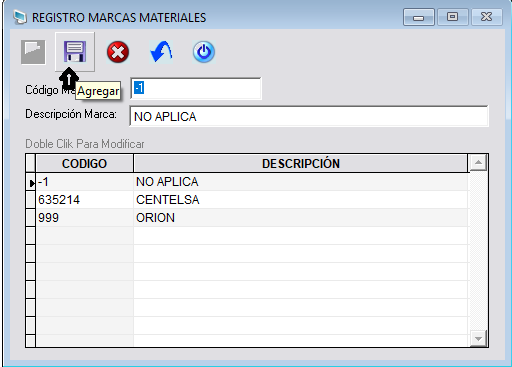 REGISTRO MARCAS MATERIALES
Agregar
Código Ma
-1
Descripción Marca:
NO APLICA
Doble Clik Para Modificar
CODIGO DESCRIPCIÓN
-1 NO APLICA
635214 CENTELSA
999 ORION